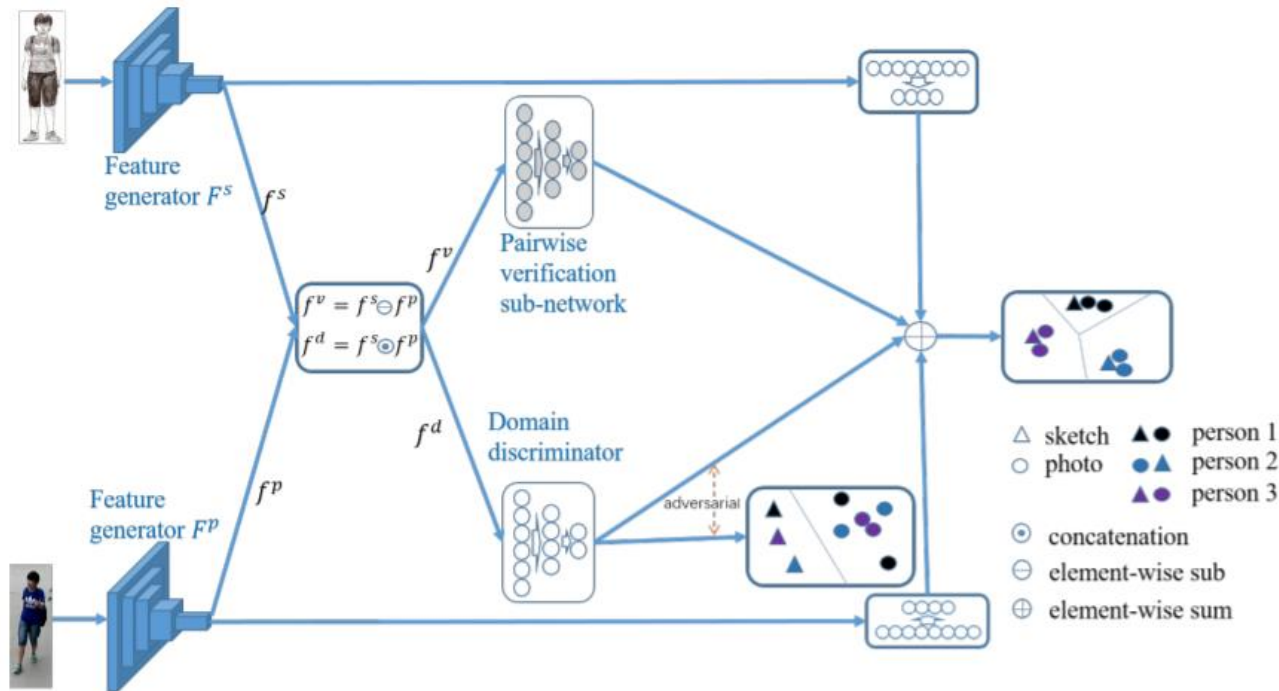 Feature
generator F^s
f^s
Pairwise
verification
sub-network
f^v
f^v = f^s⊖f^p
f^d = f^s⊙f^p
f^d
Domain
discriminator
f^p
Feature
generator F^p
adversarial
sketch
photo
person 1
person 2
person 3
concatenation
element-wise sub
element-wise sum